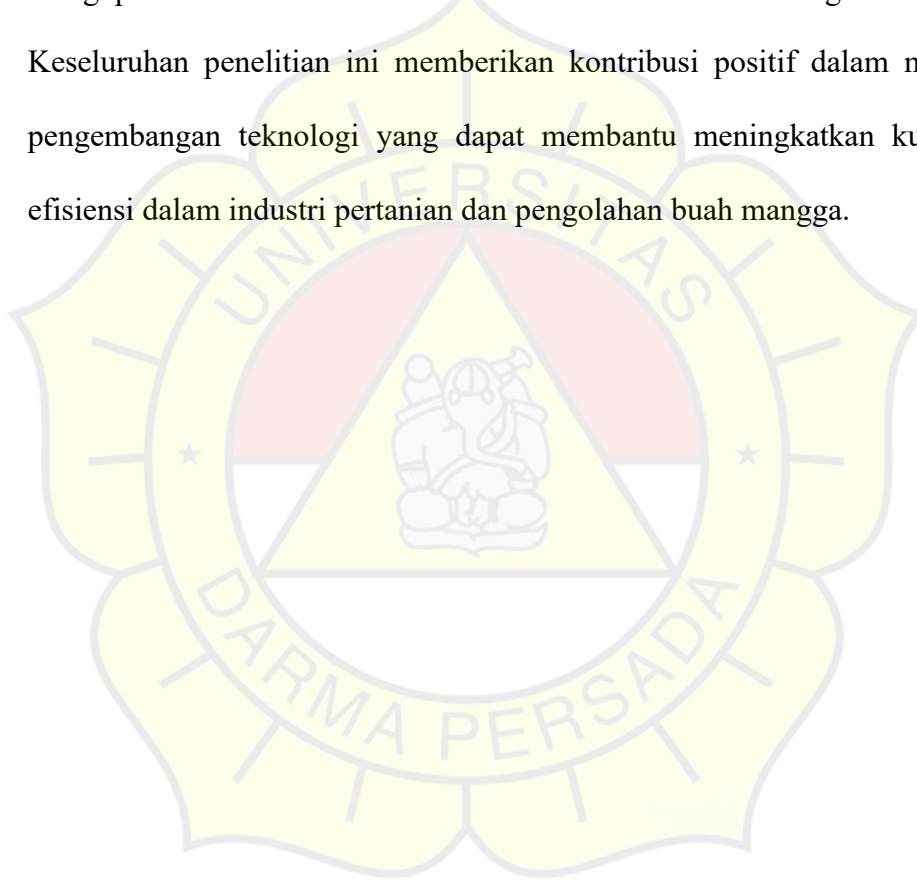 Keseluruhan penelitian ini memberikan kontribusi positif dalam
pengembangan teknologi yang dapat membantu meningkatkan
efisiensi dalam industri pertanian dan pengolahan buah mangga.
UNIVERSITAS
DARMA PERSADA